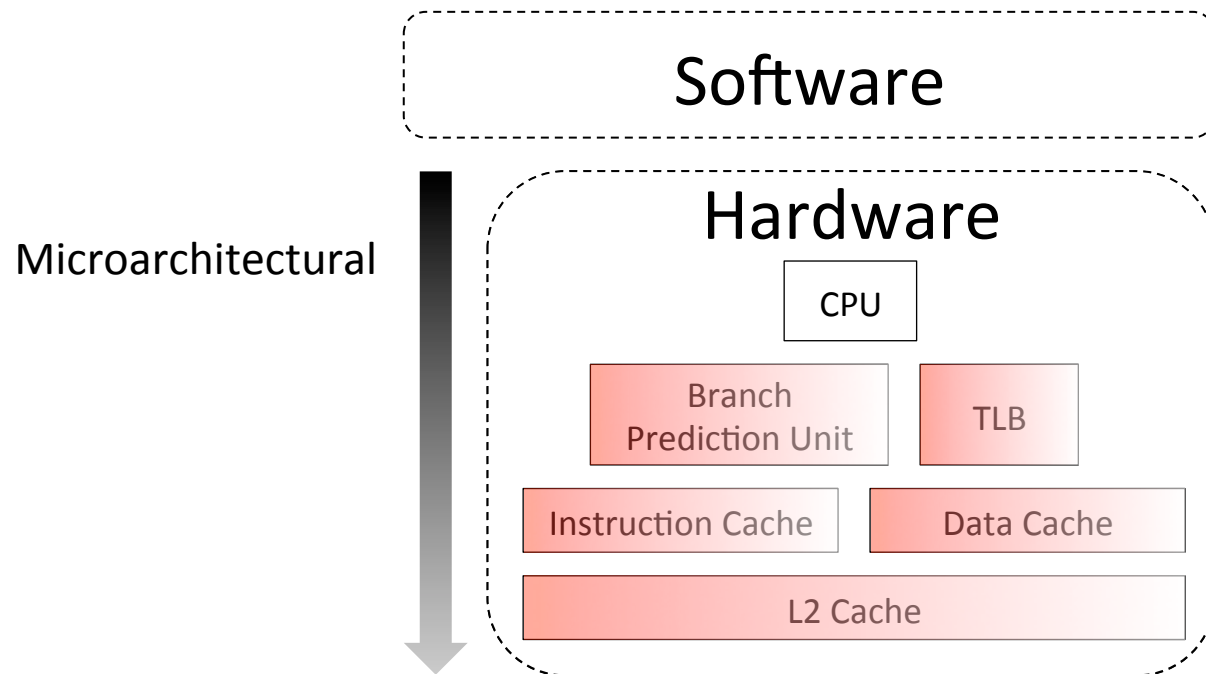 Software
Hardware
Microarchitectural
CPU
Branch
Prediction Unit
TLB
Instruction Cache
Data Cache
L2 Cache